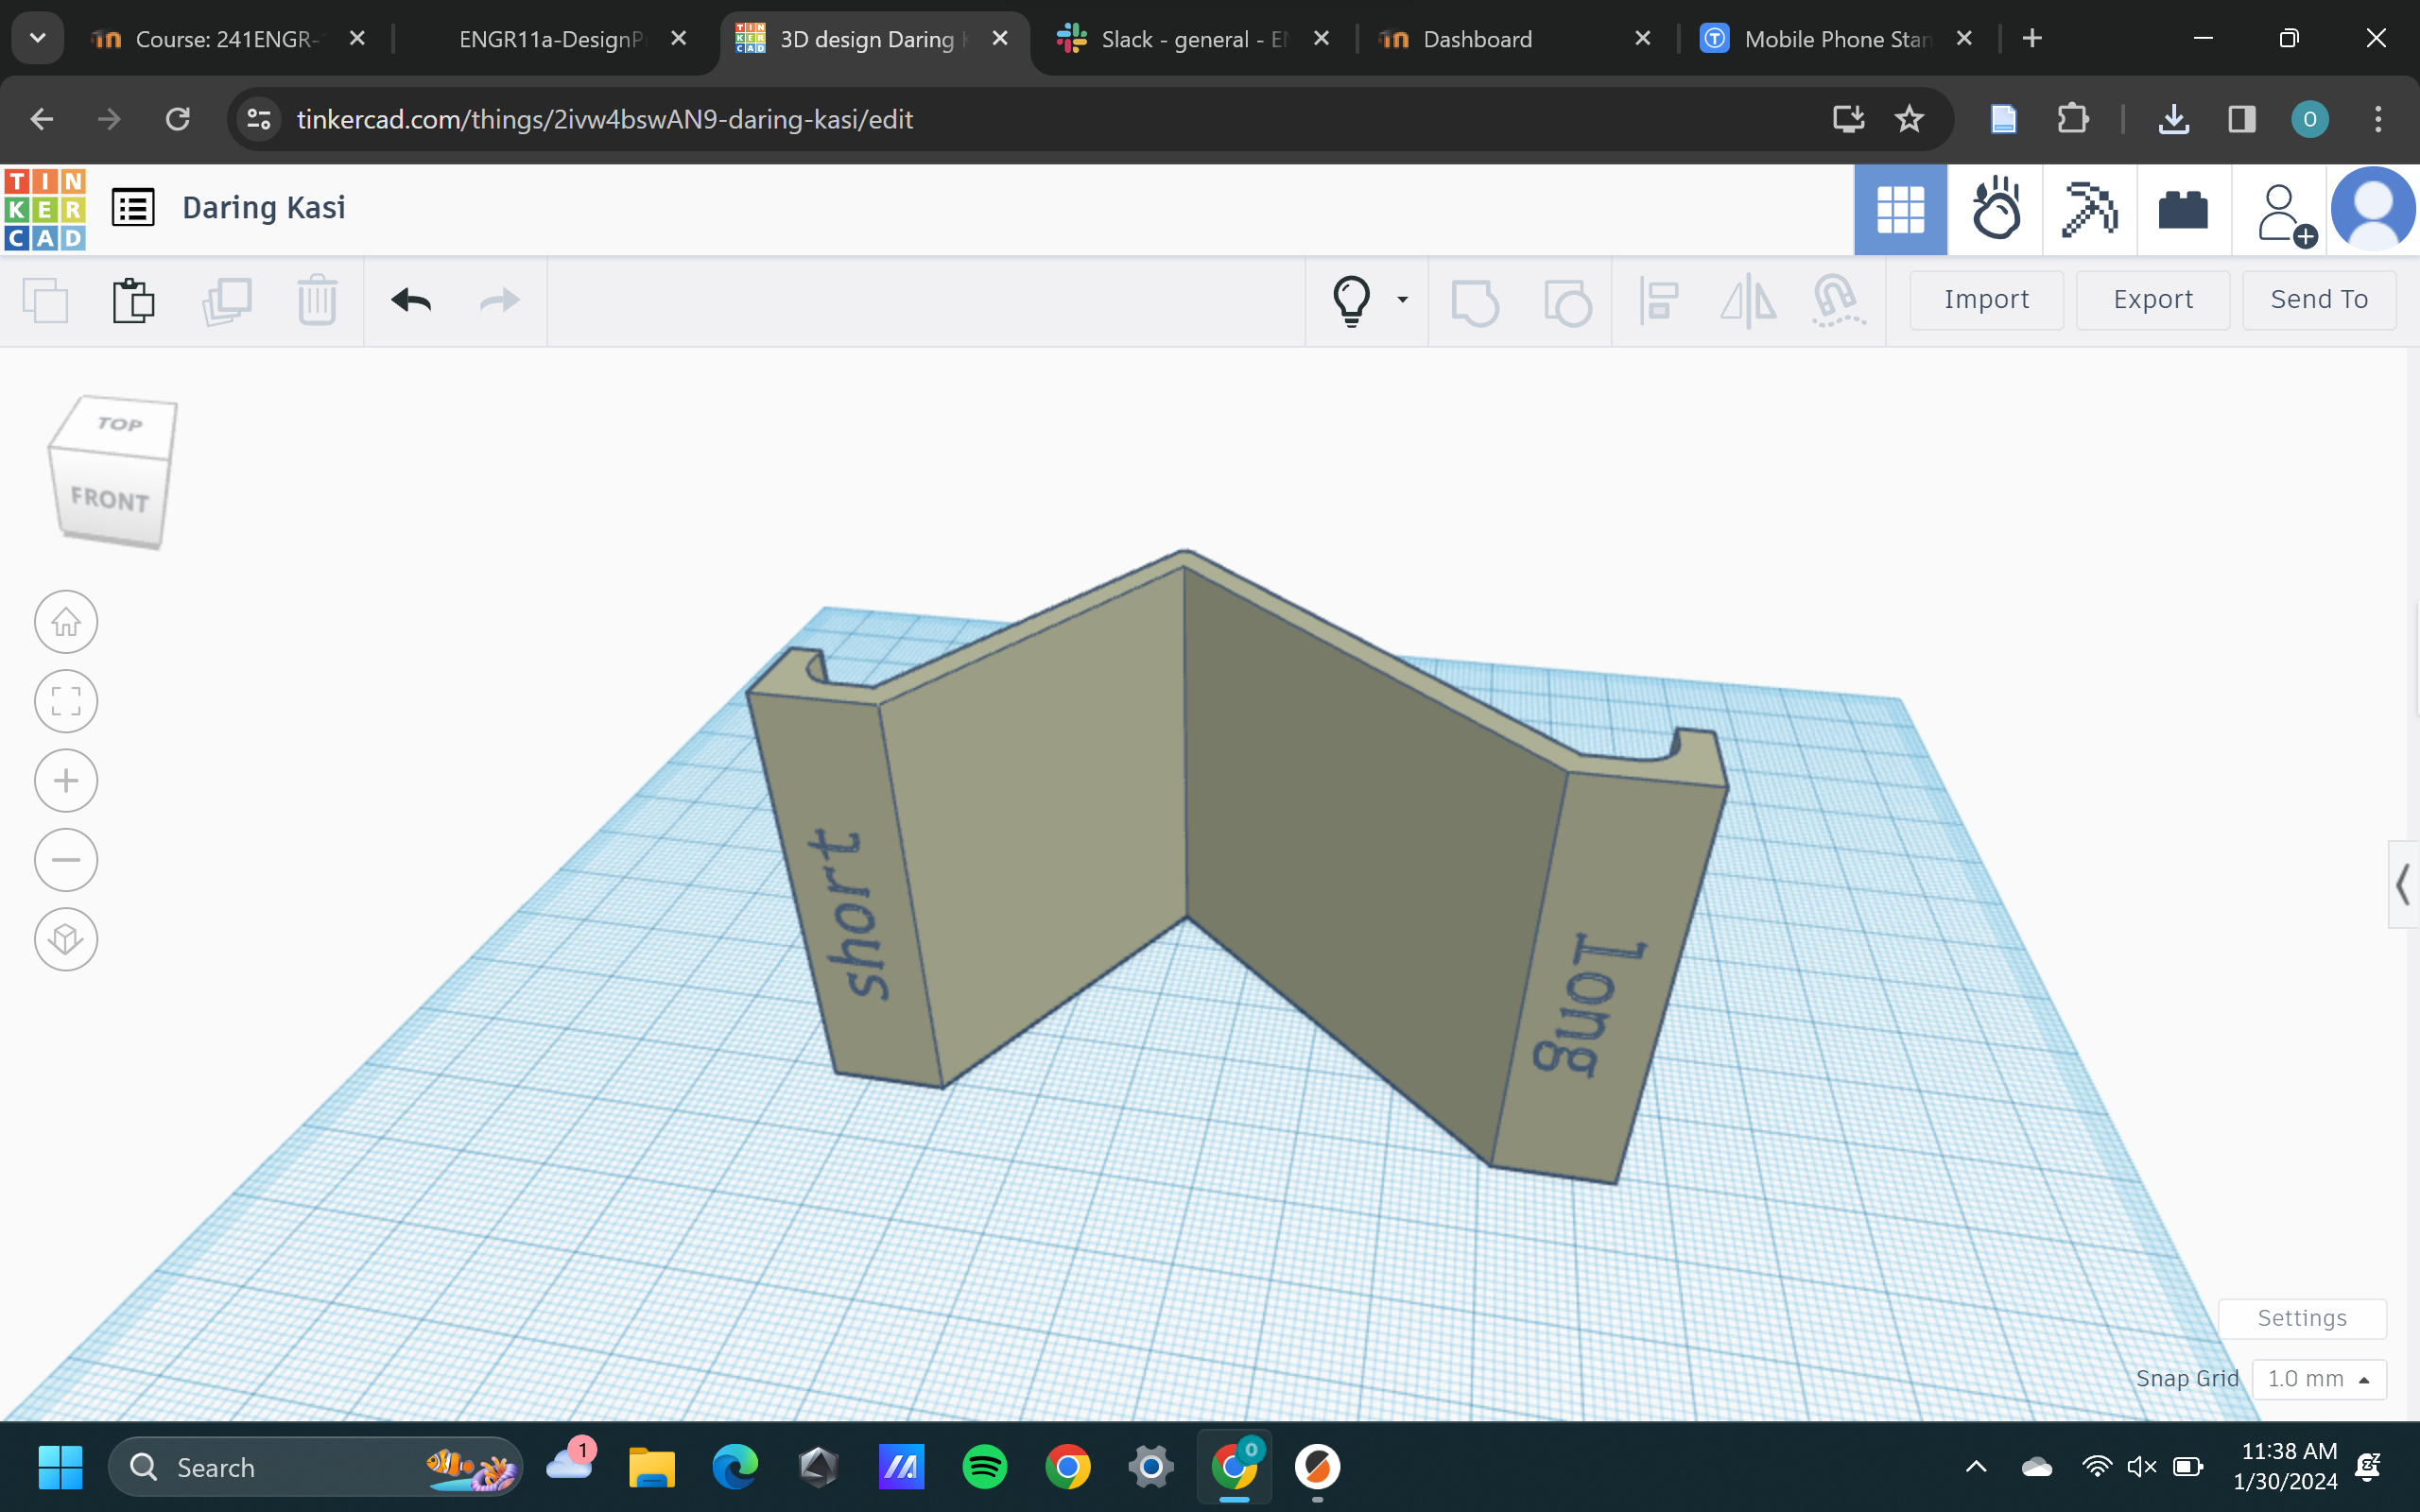 Course: 241ENGR-
ENGR11a-DesignP
3D design Daring
Slack - general - E
Dashboard
Mobile Phone Stan
tinkercad.com/things/2ivw4bswAN9-daring-kasi/edit
O
TIN
KER
CAD
Daring Kasi
Import
Export
Send To
TOP
FRONT
short
long
Settings
Snap Grid
1.0 mm
Search
1
11:38 AM
1/30/2024